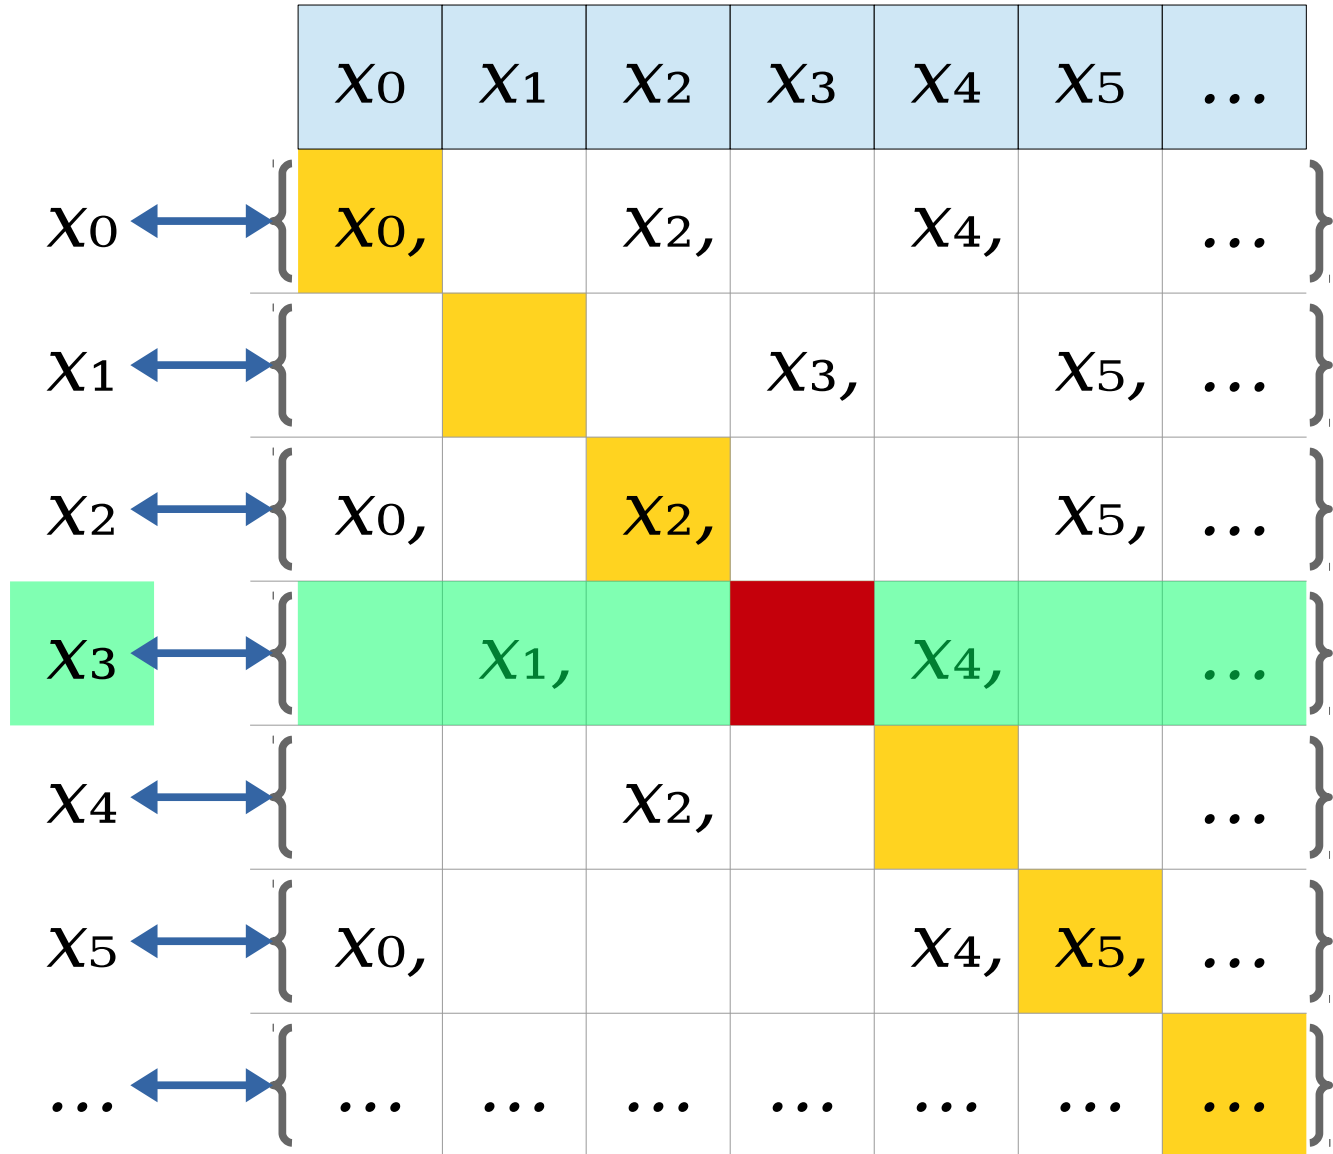 x₀ x₁ x₂ x₃ x₄ x₅ ...
x₀ { x₀, x₂, x₄, ... }
x₁ { x₃, x₅, ... }
x₂ { x₀, x₂, x₅, ... }
x₃ { x₁, x₄, ... }
x₄ { x₂, ... }
x₅ { x₀, x₄, x₅, ... }
... { ... ... ... ... ... ... ... }